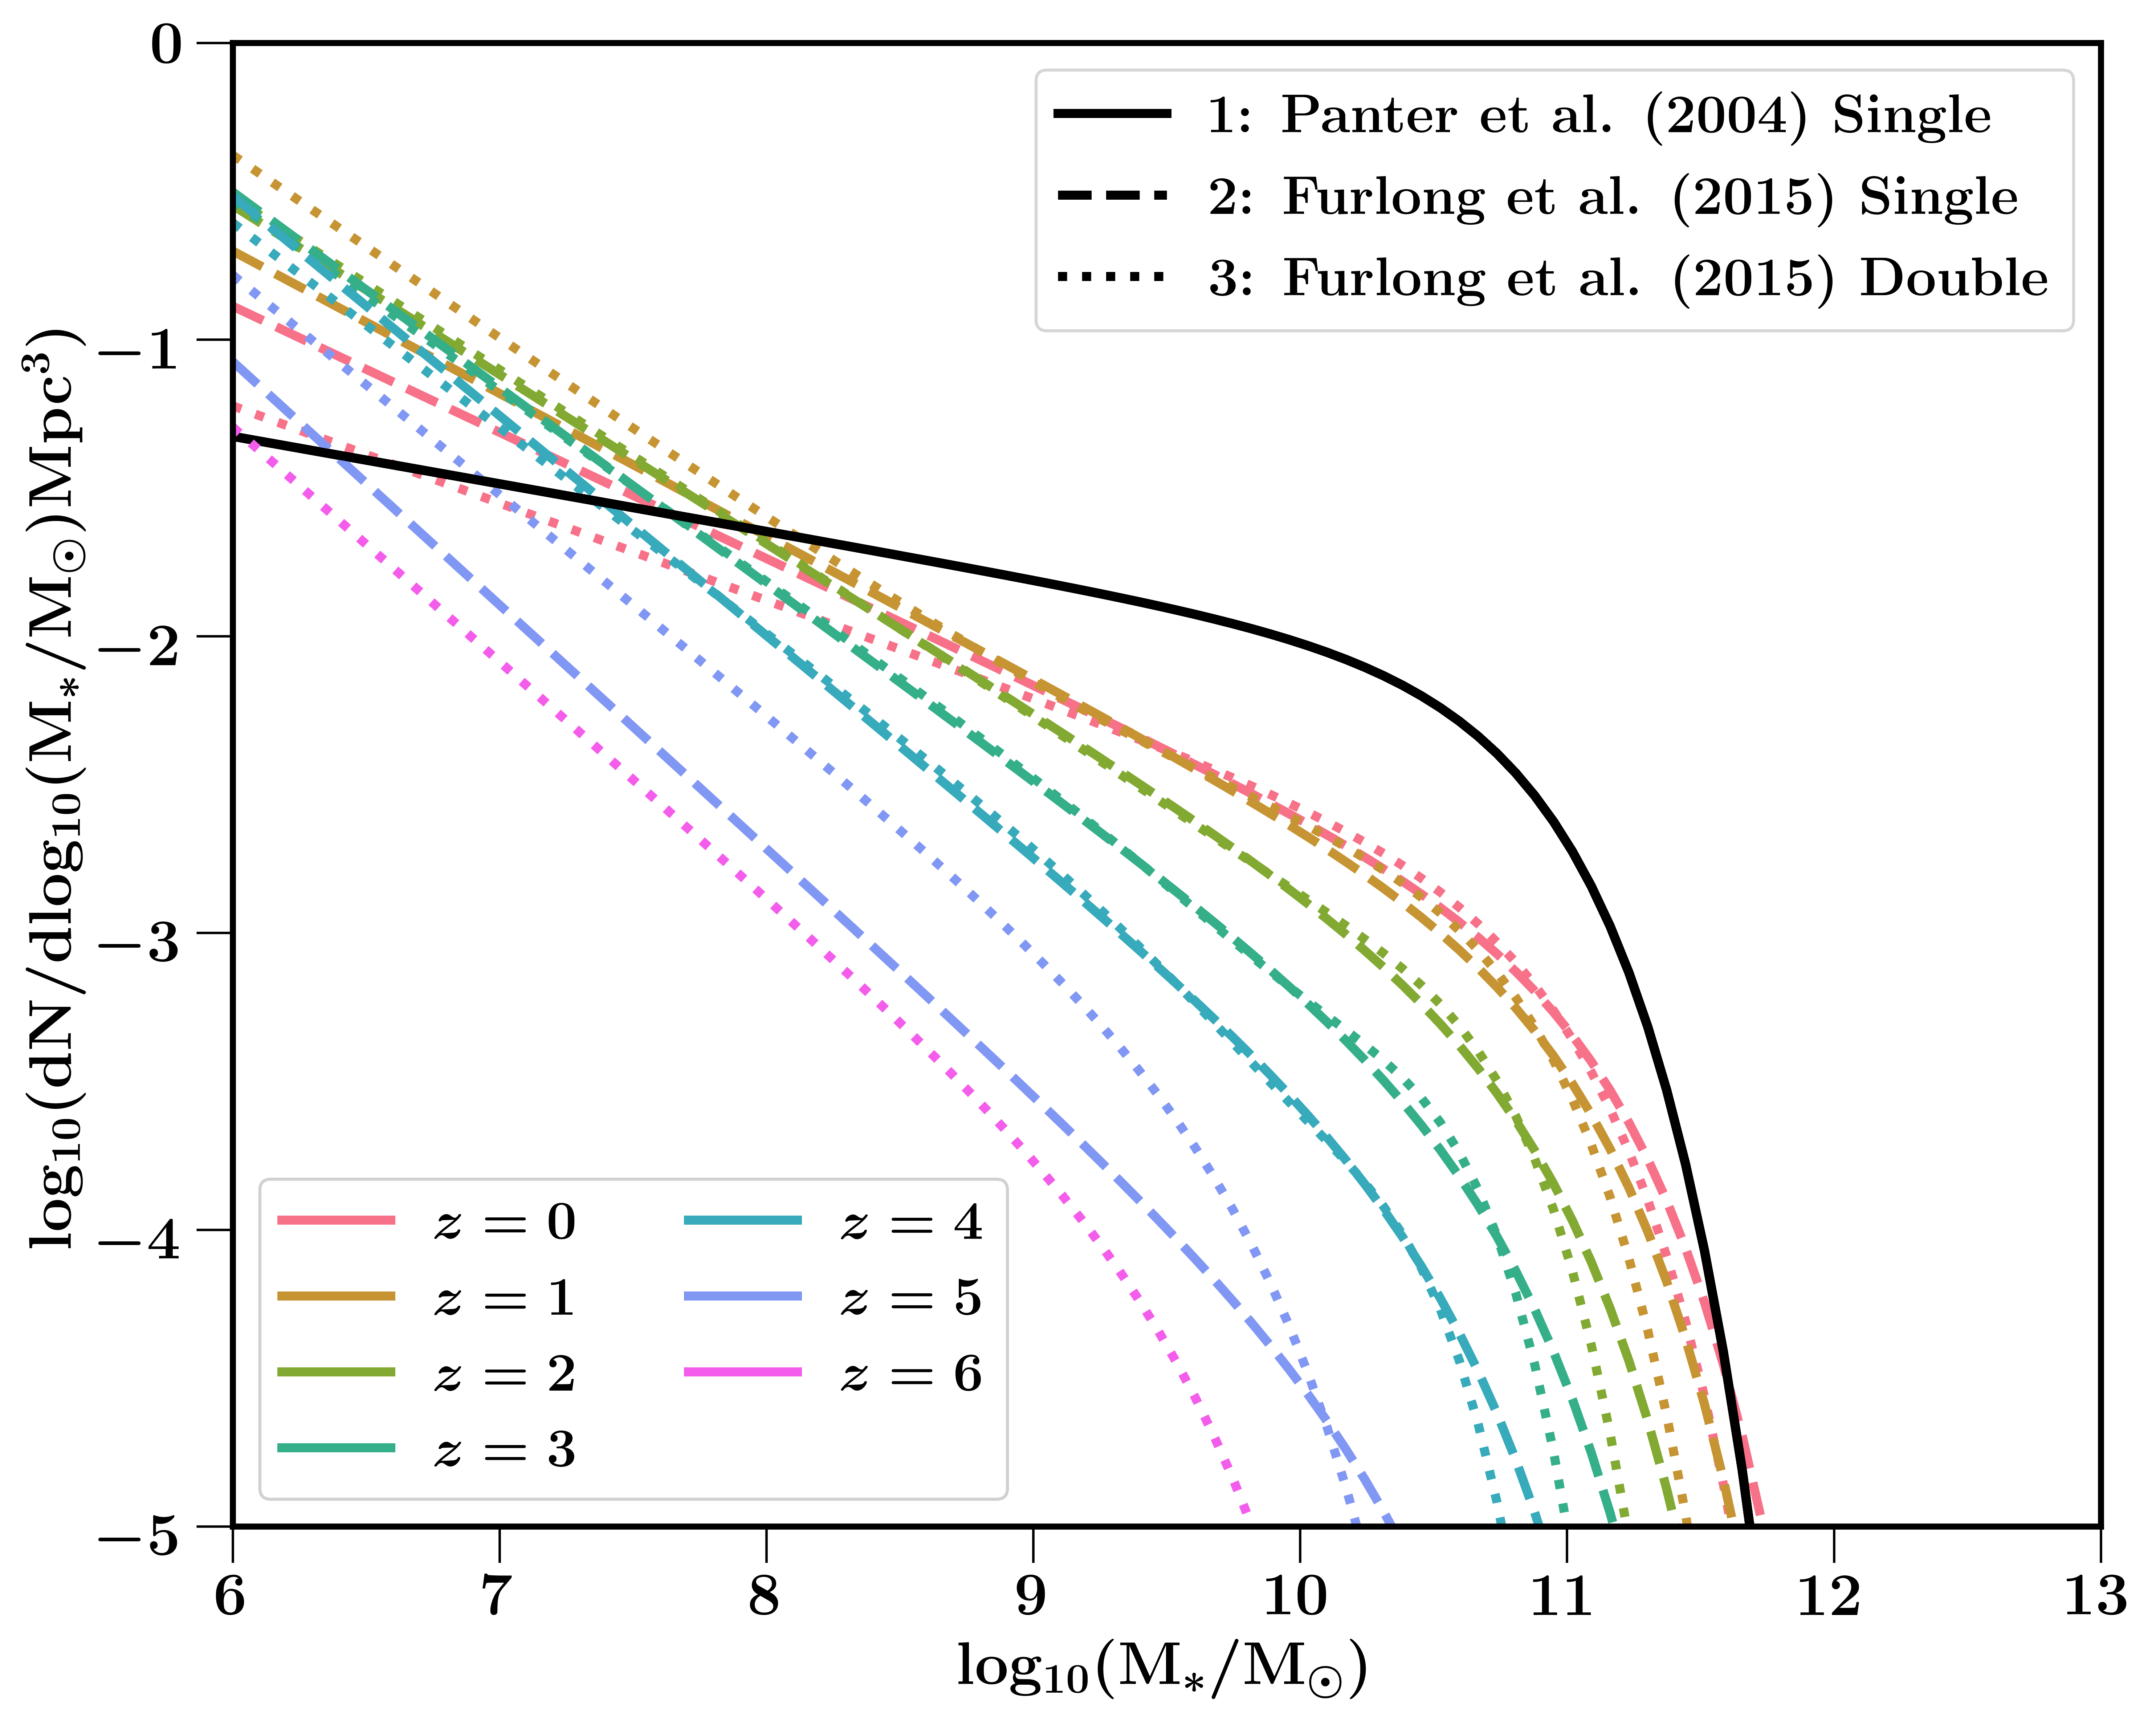 0
−1
−2
−3
−4
−5
log₁₀(dN/dlog₁₀(M∗/M⊙)Mpc³)
1: Panter et al. (2004) Single
2: Furlong et al. (2015) Single
3: Furlong et al. (2015) Double
z = 0
z = 1
z = 2
z = 3
z = 4
z = 5
z = 6
6 7 8 9 10 11 12 13
log₁₀(M∗/M⊙)